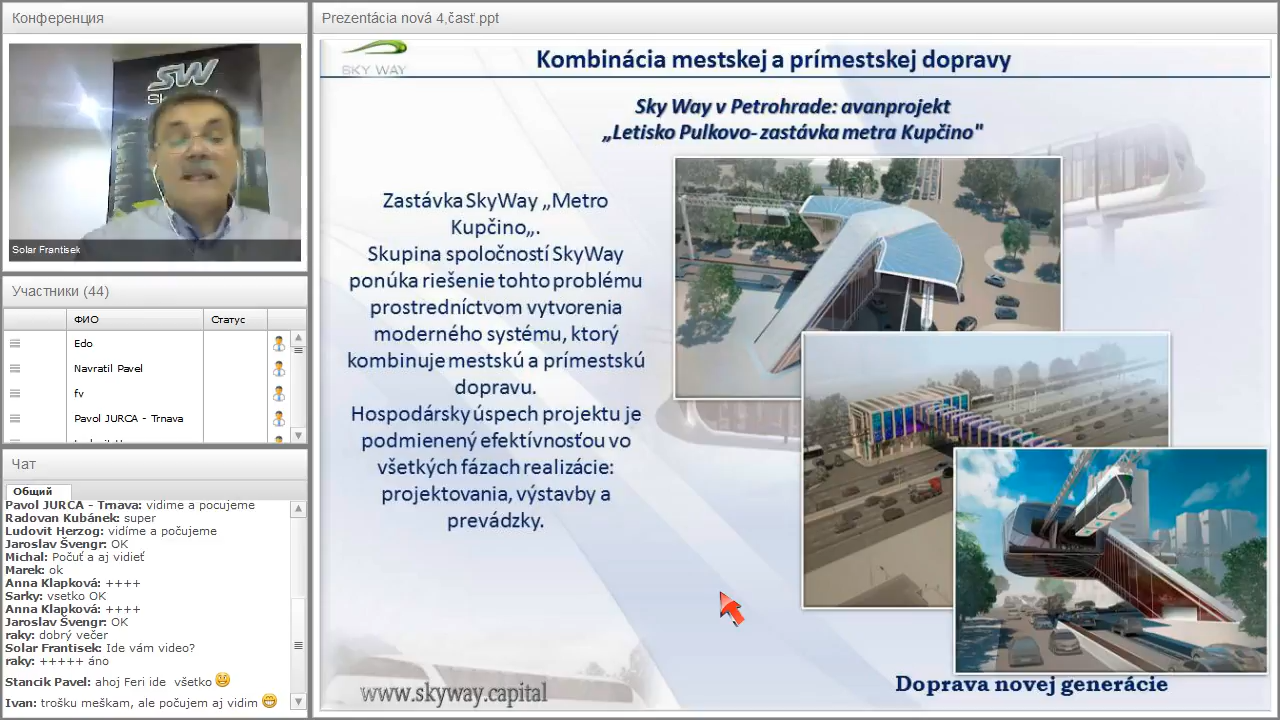 Конференция
SW
Solar Frantisek
Участники (44)
ФИО
Статус
Edo
Navratil Pavel
fv
Pavol JURCA - Trnava
Чат
Общий
Pavol JURCA - Trnava: vidime a pocujeme
Radovan Kubánek: super
Ludovit Herzog: vidíme a počujeme
Jaroslav Švengr: OK
Michal: Počuť a aj vidieť
Marek: ok
Anna Klapková: ++++
Sarky: vsetko OK
Anna Klapková: ++++
Jaroslav Švengr: OK
raky: dobrý večer
Solar Frantisek: Ide vám video?
raky: +++++ áno
Stancik Pavel: ahoj Feri ide všetko
Ivan: trošku meškam, ale počujem aj vidim
Prezentácia nová 4,časť.ppt
SKY WAY
Kombinácia mestskej a prímestskej dopravy
Sky Way v Petrohrade: avanprojekt
„Letisko Pulkovo- zastávka metra Kupčino"
Zastávka SkyWay „Metro
Kupčino„.
Skupina spoločností SkyWay
ponúka riešenie tohto problému
prostredníctvom vytvorenia
moderného systému, ktorý
kombinuje mestskú a prímestskú
dopravu.
Hospodársky úspech projektu je
podmienený efektívnosťou vo
všetkých fázach realizácie:
projektovania, výstavby a
prevádzky.
www.skyway.capital
Doprava novej generácie